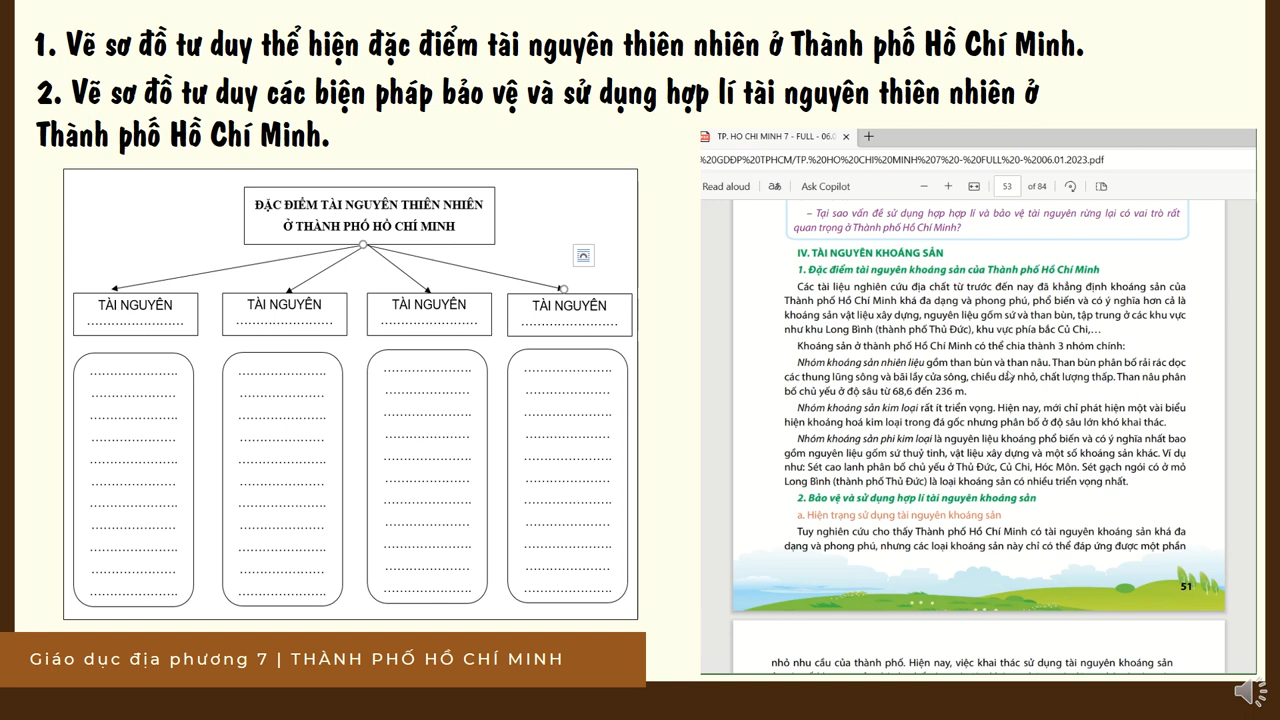 1. Vẽ sơ đồ tư duy thể hiện đặc điểm tài nguyên thiên nhiên ở Thành phố Hồ Chí Minh.
2. Vẽ sơ đồ tư duy các biện pháp bảo vệ và sử dụng hợp lí tài nguyên thiên nhiên ở
Thành phố Hồ Chí Minh.
ĐẶC ĐIỂM TÀI NGUYÊN THIÊN NHIÊN
Ở THÀNH PHỐ HỒ CHÍ MINH
TÀI NGUYÊN
TÀI NGUYÊN
TÀI NGUYÊN
TÀI NGUYÊN
TP. HO CHI MINH 7 - FULL - 06.0
%20GDĐP%20TPHCM/TP.%20HO%20CHI%20MINH%207%20-%20FULL%20-%2006.01.2023.pdf
Read aloud
Ask Copilot
53
of 84
– Tại sao vấn đề sử dụng hợp hợp lí và bảo vệ tài nguyên rừng lại có vai trò rất
quan trọng ở Thành phố Hồ Chí Minh?
IV. TÀI NGUYÊN KHOÁNG SẢN
1. Đặc điểm tài nguyên khoáng sản của Thành phố Hồ Chí Minh
Các tài liệu nghiên cứu địa chất từ trước đến nay đã khẳng định khoáng sản của
Thành phố Hồ Chí Minh khá đa dạng và phong phú, phổ biến và có ý nghĩa hơn cả là
khoáng sản vật liệu xây dựng, nguyên liệu gốm sứ và than bùn, tập trung ở các khu vực
như khu Long Bình (thành phố Thủ Đức), khu vực phía bắc Củ Chi,…
Khoáng sản ở thành phố Hồ Chí Minh có thể chia thành 3 nhóm chính:
Nhóm khoáng sản nhiên liệu gồm than bùn và than nâu. Than bùn phân bố rải rác dọc
các thung lũng sông và bãi lầy cửa sông, chiều dày nhỏ, chất lượng thấp. Than nâu phân
bố chủ yếu ở độ sâu từ 68,6 đến 236 m.
Nhóm khoáng sản kim loại rất ít triển vọng. Hiện nay, mới chỉ phát hiện một vài biểu
hiện khoáng hoá kim loại trong đá gốc nhưng phân bố ở độ sâu lớn khó khai thác.
Nhóm khoáng sản phi kim loại là nguyên liệu khoáng phổ biến và có ý nghĩa nhất bao
gồm nguyên liệu gốm sứ thuỷ tinh, vật liệu xây dựng và một số khoáng sản khác. Ví dụ
như: Sét cao lanh phân bố chủ yếu ở Thủ Đức, Củ Chi, Hóc Môn. Sét gạch ngói có ở mỏ
Long Bình (thành phố Thủ Đức) là loại khoáng sản có nhiều triển vọng nhất.
2. Bảo vệ và sử dụng hợp lí tài nguyên khoáng sản
a. Hiện trạng sử dụng tài nguyên khoáng sản
Tuy nghiên cứu cho thấy Thành phố Hồ Chí Minh có tài nguyên khoáng sản khá đa
dạng và phong phú, nhưng các loại khoáng sản này chỉ có thể đáp ứng được một phần
51
nhỏ nhu cầu của thành phố. Hiện nay, việc khai thác sử dụng tài nguyên khoáng sản
Giáo dục địa phương 7 | THÀNH PHỐ HỒ CHÍ MINH